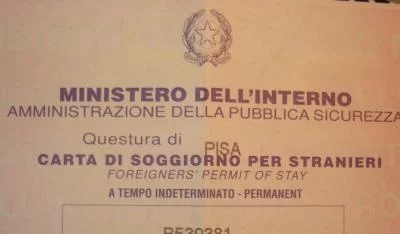 MINISTERO DELL'INTERNO
AMMINISTRAZIONE DELLA PUBBLICA SICUREZZA
Questura di PISA
CARTA DI SOGGIORNO PER STRANIERI
FOREIGNERS' PERMIT OF STAY
A TEMPO INDETERMINATO - PERMANENT